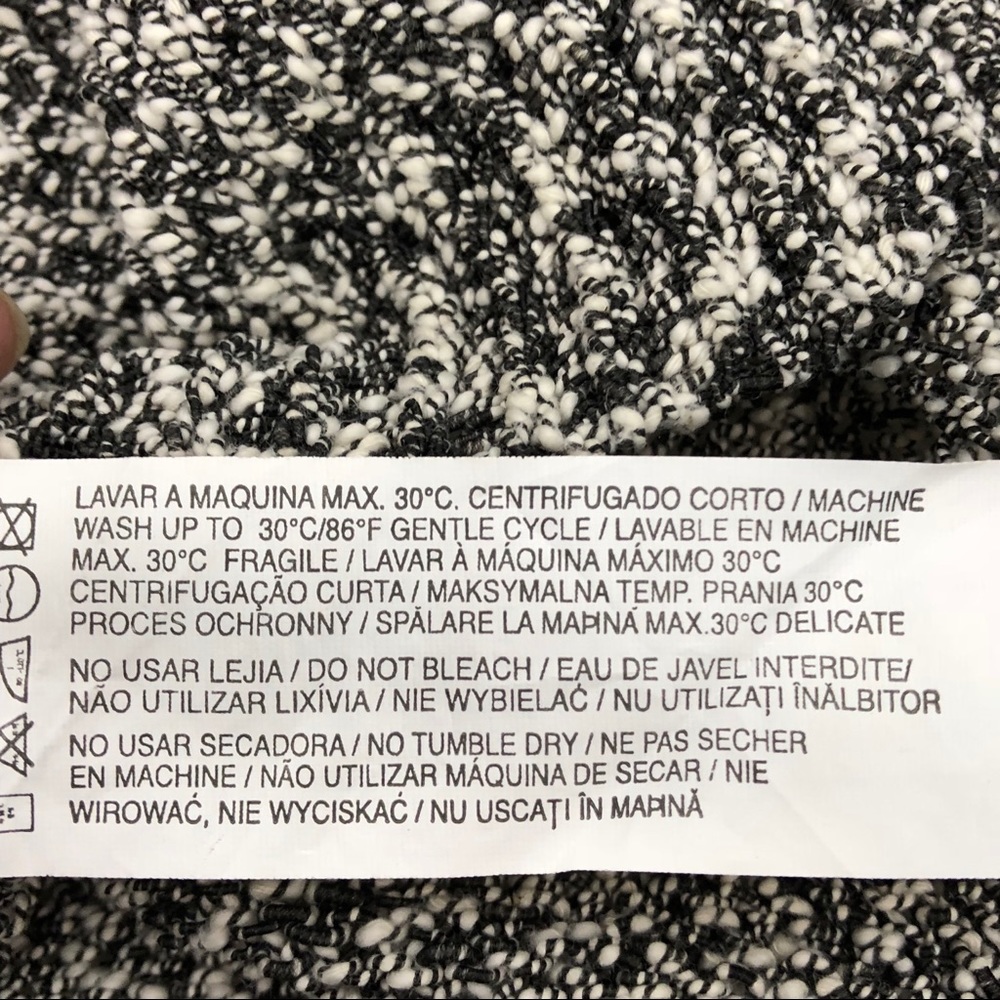 LAVAR A MAQUINA MAX. 30°C. CENTRIFUGADO CORTO / MACHINE
WASH UP TO 30°C/86°F GENTLE CYCLE / LAVABLE EN MACHINE
MAX. 30°C FRAGILE / LAVAR À MÁQUINA MÁXIMO 30°C
CENTRIFUGAÇÃO CURTA / MAKSYMALNA TEMP. PRANIA 30°C
PROCES OCHRONNY / SPĂLARE LA MAÞINĂ MAX.30°C DELICATE
NO USAR LEJIA / DO NOT BLEACH / EAU DE JAVEL INTERDITE/
NÃO UTILIZAR LIXÍVIA / NIE WYBIELAĆ / NU UTILIZAȚI ÎNĂLBITOR
NO USAR SECADORA / NO TUMBLE DRY / NE PAS SECHER
EN MACHINE / NÃO UTILIZAR MÁQUINA DE SECAR / NIE
WIROWAĆ, NIE WYCISKAĆ / NU USCAȚI ÎN MAÞINĂ